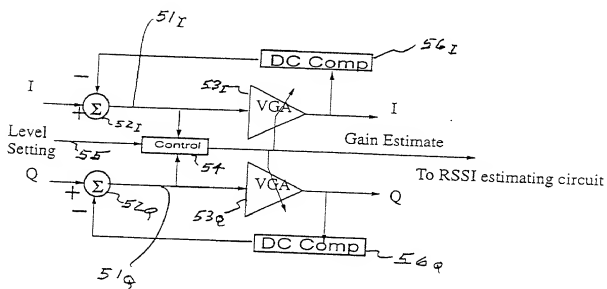 51I
56I
DC Comp
−
53I
I
Σ
VGA
I
+
52I
Level
Setting
Control
Gain Estimate
55
54
To RSSI estimating circuit
Q
+
Σ
VGA
Q
−
52Q
53Q
DC Comp
51Q
56Q